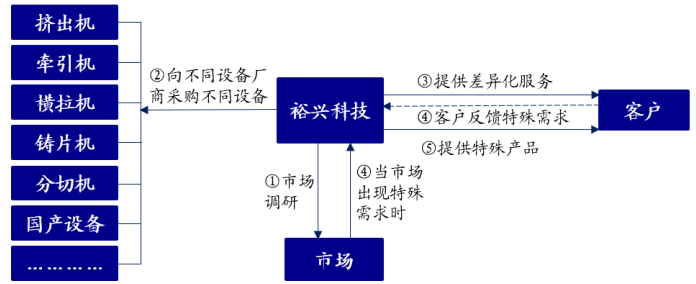 挤出机
牵引机
横拉机
铸片机
分切机
国产设备
…………
②向不同设备厂
商采购不同设备
裕兴科技
③提供差异化服务
④客户反馈特殊需求
⑤提供特殊产品
客户
①市场
调研
④当市场
出现特殊
需求时
市场